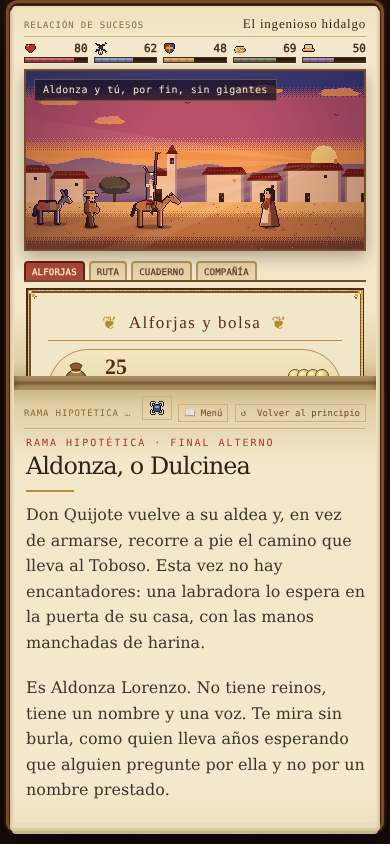 RELACIÓN DE SUCESOS
El ingenioso hidalgo
80 62 48 69 50
Aldonza y tú, por fin, sin gigantes
ALFORJAS RUTA CUADERNO COMPAÑÍA
Alforjas y bolsa
25
RAMA HIPOTÉTICA …
Menú
↺ Volver al principio
RAMA HIPOTÉTICA · FINAL ALTERNO
Aldonza, o Dulcinea
Don Quijote vuelve a su aldea y, en vez
de armarse, recorre a pie el camino que
lleva al Toboso. Esta vez no hay
encantadores: una labradora lo espera en
la puerta de su casa, con las manos
manchadas de harina.
Es Aldonza Lorenzo. No tiene reinos,
tiene un nombre y una voz. Te mira sin
burla, como quien lleva años esperando
que alguien pregunte por ella y no por un
nombre prestado.